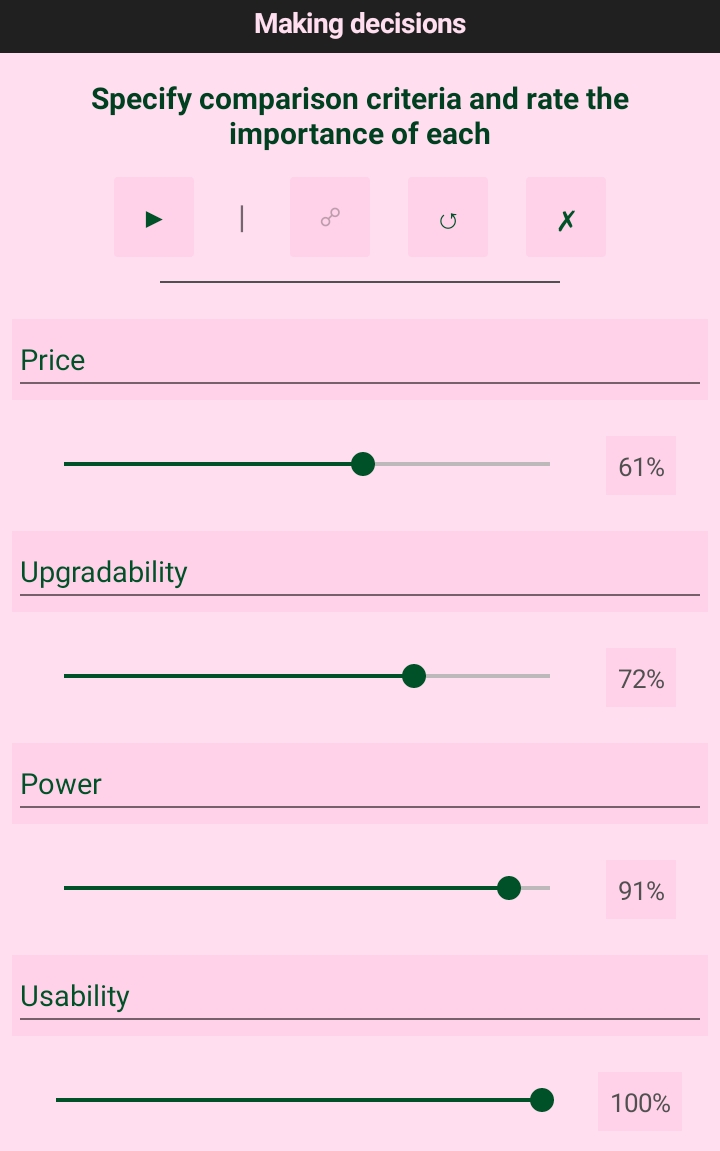 Making decisions
Specify comparison criteria and rate the
importance of each
▶ | ☍ ↺ ✗
Price
61%
Upgradability
72%
Power
91%
Usability
100%